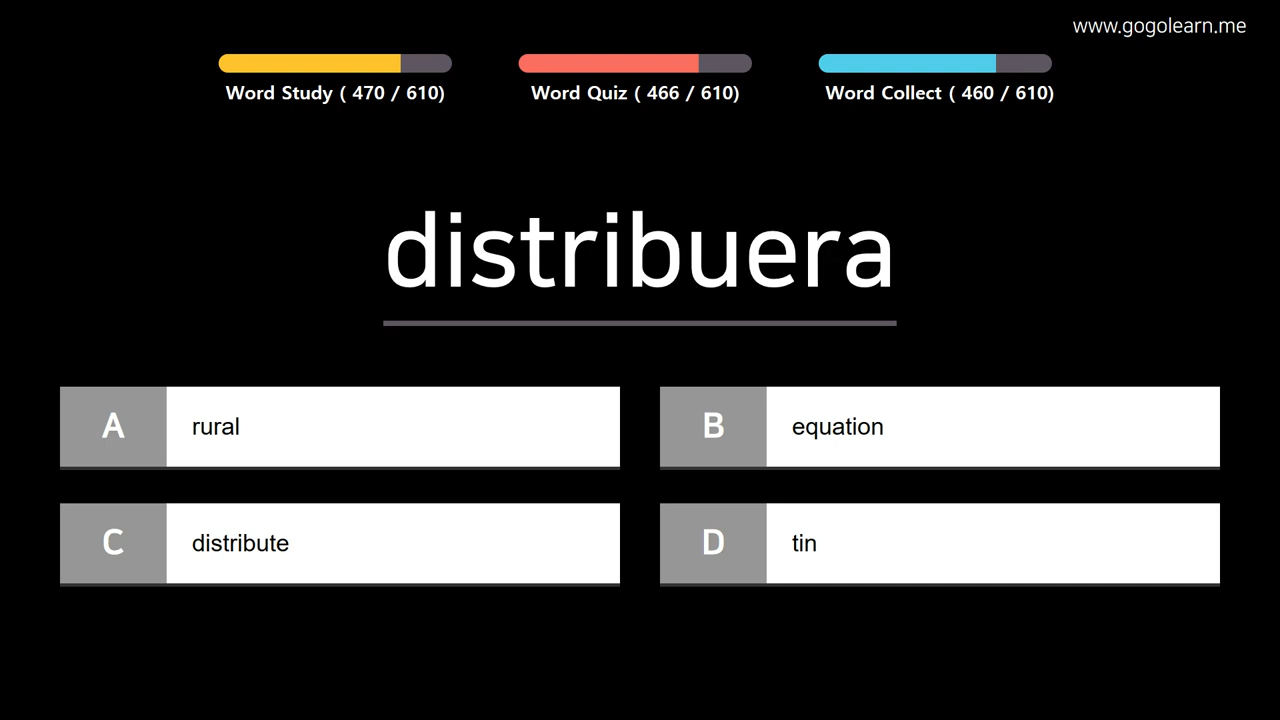 www.gogolearn.me
Word Study ( 470 / 610)
Word Quiz ( 466 / 610)
Word Collect ( 460 / 610)
distribuera
A rural
B equation
C distribute
D tin